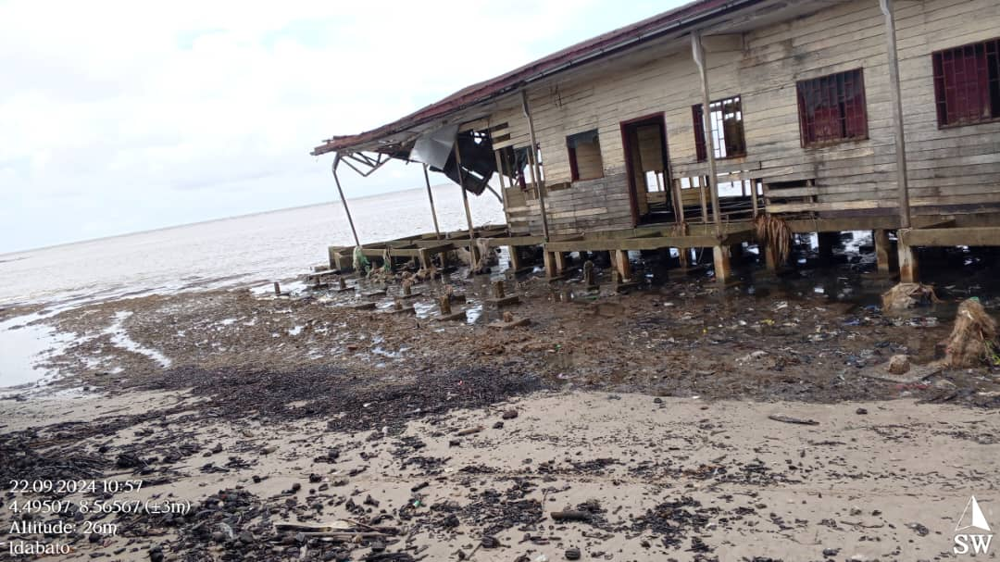 22.09.2024 10:57
4.49507 8.56567 (±3m)
Altitude: 26m
Idabato
SW